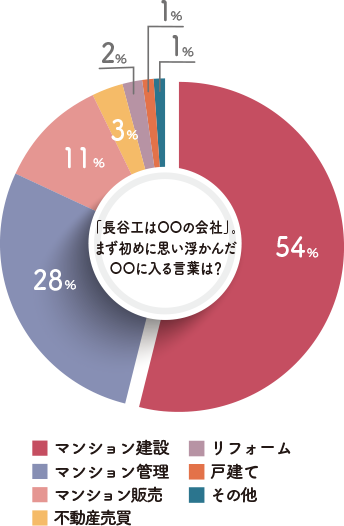 1%
2%
1%
3%
11%
54%
28%
「長谷工は〇〇の会社」。
まず初めに思い浮かんだ
〇〇に入る言葉は？
マンション建設
リフォーム
マンション管理
戸建て
マンション販売
その他
不動産売買